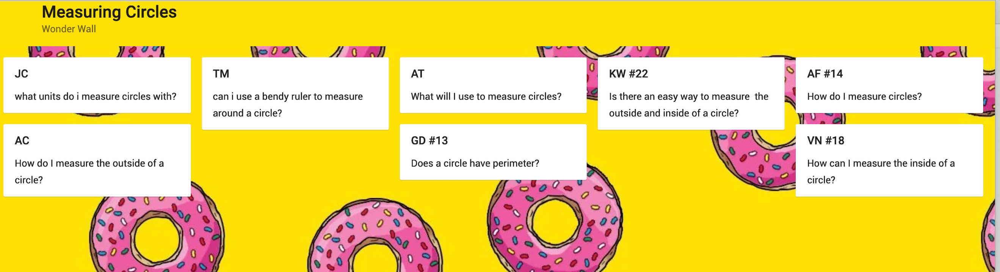 Measuring Circles
Wonder Wall
JC
what units do i measure circles with?
TM
can i use a bendy ruler to measure
around a circle?
AT
What will I use to measure circles?
KW #22
Is there an easy way to measure  the
outside and inside of a circle?
AF #14
How do I measure circles?
AC
How do I measure the outside of a
circle?
GD #13
Does a circle have perimeter?
VN #18
How can I measure the inside of a
circle?